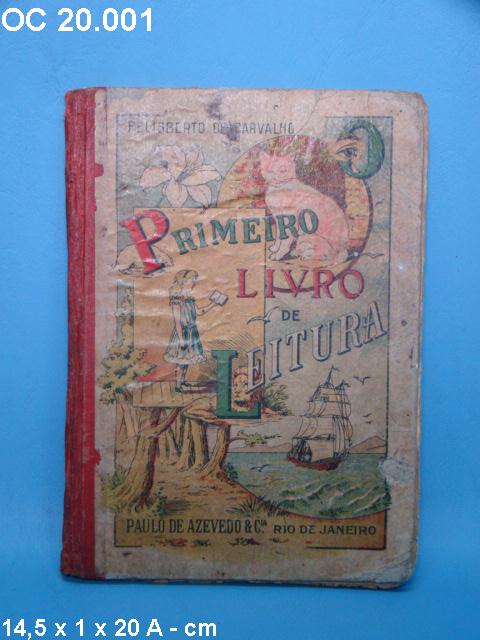 OC 20.001
FELISBERTO DE CARVALHO
PRIMEIRO
LIVRO
DE
LEITURA
PAULO DE AZEVEDO & Cia RIO DE JANEIRO
14,5 x 1 x 20 A - cm